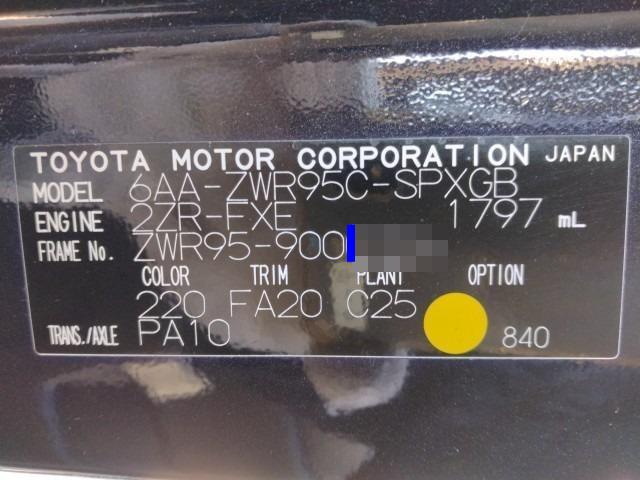 TOYOTA MOTOR CORPORATION JAPAN
MODEL 6AA-ZWR95C-SPXGB
ENGINE 2ZR-FXE 1797 mL
FRAME No. ZWR95-900
COLOR TRIM PLANT OPTION
220 FA20 C25
TRANS./AXLE PA10 840